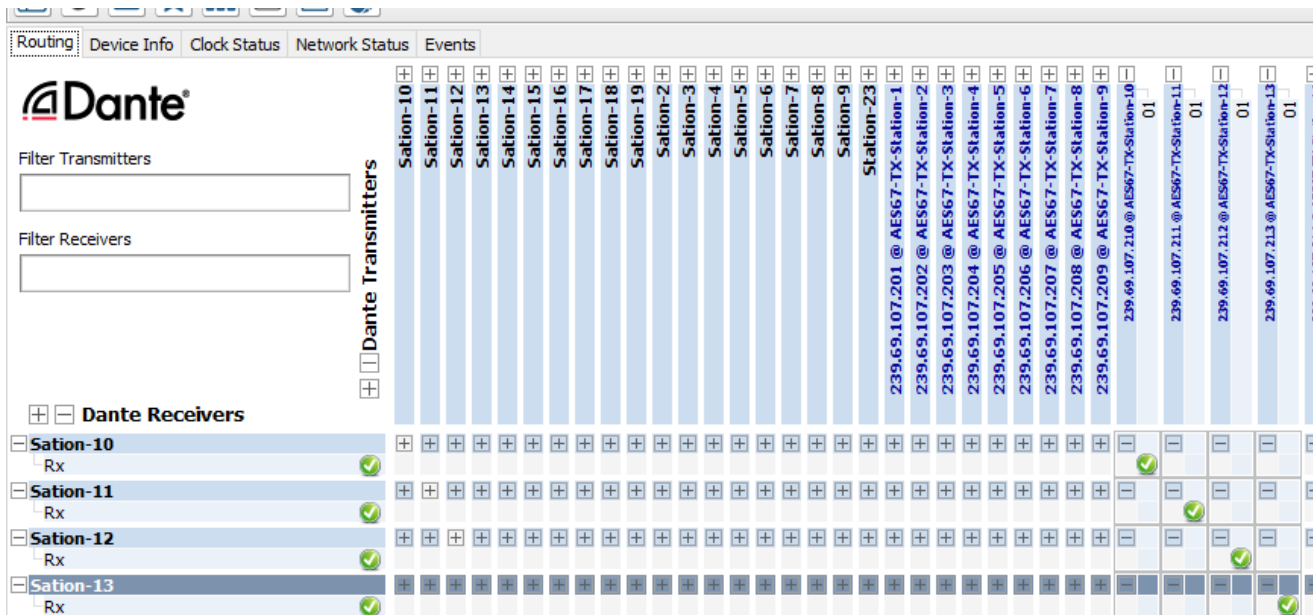 Routing Device Info Clock Status Network Status Events
Dante®
Filter Transmitters
Filter Receivers
Dante Transmitters
Sation-10
Sation-11
Sation-12
Sation-13
Sation-14
Sation-15
Sation-16
Sation-17
Sation-18
Sation-19
Sation-2
Sation-3
Sation-4
Sation-5
Sation-6
Sation-7
Sation-8
Sation-9
Station-23
239.69.107.201 @ AES67-TX-Station-1
239.69.107.202 @ AES67-TX-Station-2
239.69.107.203 @ AES67-TX-Station-3
239.69.107.204 @ AES67-TX-Station-4
239.69.107.205 @ AES67-TX-Station-5
239.69.107.206 @ AES67-TX-Station-6
239.69.107.207 @ AES67-TX-Station-7
239.69.107.208 @ AES67-TX-Station-8
239.69.107.209 @ AES67-TX-Station-9
239.69.107.210 @ AES67-TX-Station-10
01
239.69.107.211 @ AES67-TX-Station-11
01
239.69.107.212 @ AES67-TX-Station-12
01
239.69.107.213 @ AES67-TX-Station-13
01
Dante Receivers
Sation-10
Rx
Sation-11
Rx
Sation-12
Rx
Sation-13
Rx